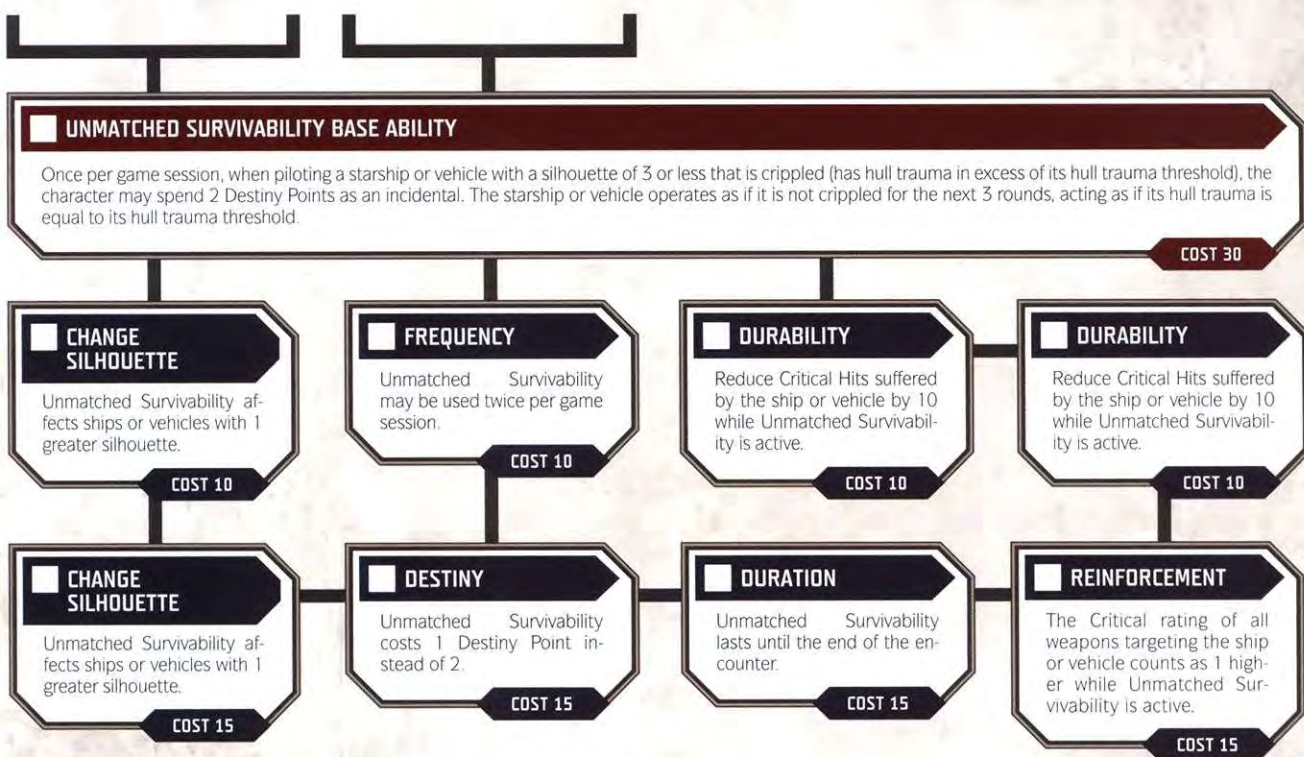 UNMATCHED SURVIVABILITY BASE ABILITY
Once per game session, when piloting a starship or vehicle with a silhouette of 3 or less that is crippled (has hull trauma in excess of its hull trauma threshold), the
character may spend 2 Destiny Points as an incidental. The starship or vehicle operates as if it is not crippled for the next 3 rounds, acting as if its hull trauma is
equal to its hull trauma threshold.
COST 30
CHANGE
SILHOUETTE
Unmatched Survivability af-
fects ships or vehicles with 1
greater silhouette.
COST 10
FREQUENCY
Unmatched Survivability
may be used twice per game
session.
COST 10
DURABILITY
Reduce Critical Hits suffered
by the ship or vehicle by 10
while Unmatched Survivabil-
ity is active.
COST 10
DURABILITY
Reduce Critical Hits suffered
by the ship or vehicle by 10
while Unmatched Survivabil-
ity is active.
COST 10
CHANGE
SILHOUETTE
Unmatched Survivability af-
fects ships or vehicles with 1
greater silhouette.
COST 15
DESTINY
Unmatched Survivability
costs 1 Destiny Point in-
stead of 2.
COST 15
DURATION
Unmatched Survivability
lasts until the end of the en-
counter.
COST 15
REINFORCEMENT
The Critical rating of all
weapons targeting the ship
or vehicle counts as 1 high-
er while Unmatched Sur-
vivability is active.
COST 15